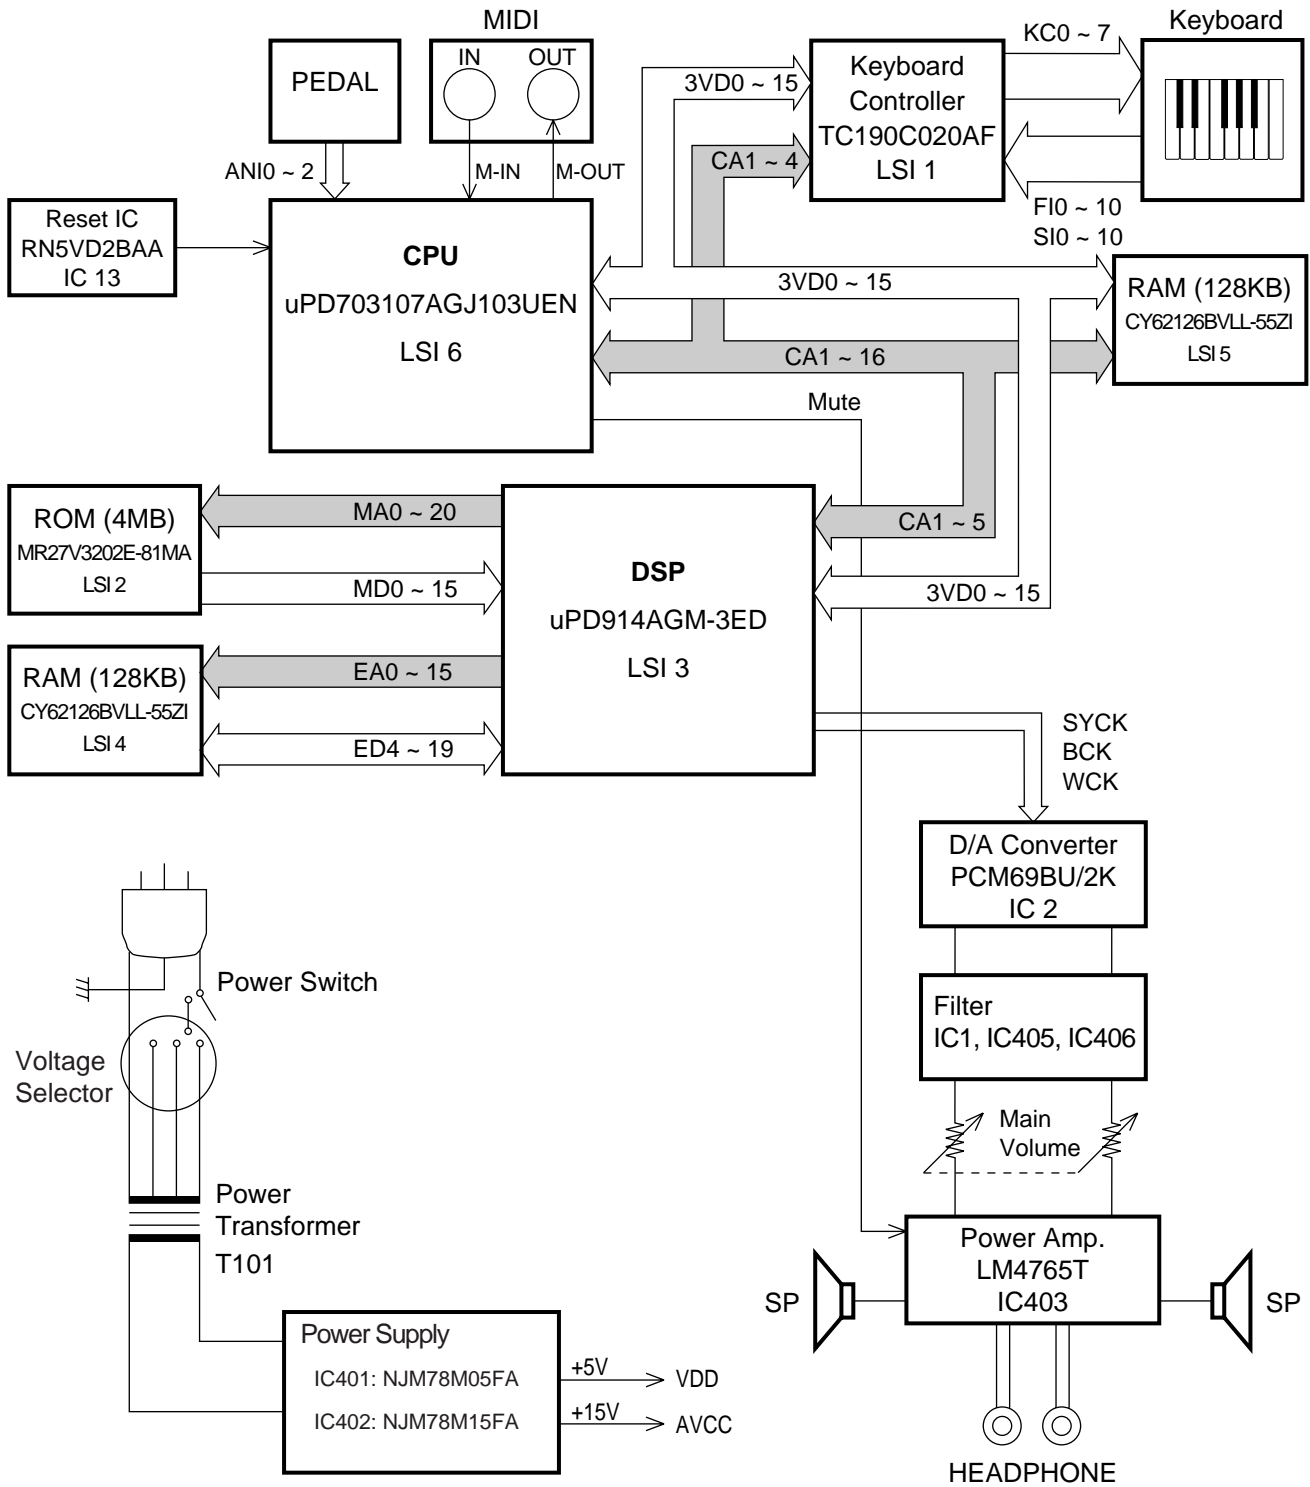 MIDI
Keyboard
PEDAL
IN
OUT
KC0 ~ 7
Keyboard
Controller
TC190C020AF
LSI 1
3VD0 ~ 15
CA1 ~ 4
ANI0 ~ 2
M-IN
M-OUT
FI0 ~ 10
SI0 ~ 10
Reset IC
RN5VD2BAA
IC 13
CPU
uPD703107AGJ103UEN
LSI 6
3VD0 ~ 15
RAM (128KB)
CY62126BVLL-55ZI
LSI 5
CA1 ~ 16
Mute
ROM (4MB)
MR27V3202E-81MA
LSI 2
MA0 ~ 20
MD0 ~ 15
DSP
uPD914AGM-3ED
LSI 3
CA1 ~ 5
3VD0 ~ 15
RAM (128KB)
CY62126BVLL-55ZI
LSI 4
EA0 ~ 15
ED4 ~ 19
SYCK
BCK
WCK
D/A Converter
PCM69BU/2K
IC 2
Power Switch
Filter
IC1, IC405, IC406
Voltage
Selector
Main
Volume
Power
Transformer
T101
Power Amp.
LM4765T
IC403
SP
SP
Power Supply
IC401: NJM78M05FA
IC402: NJM78M15FA
+5V
VDD
+15V
AVCC
HEADPHONE